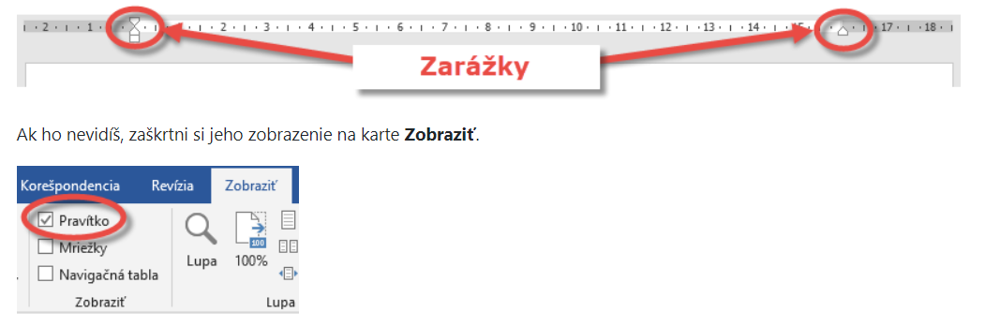 2 1 2 3 4 5 6 7 8 9 10 11 12 13 14 15 17 18
Zarážky
Ak ho nevidíš, zaškrtni si jeho zobrazenie na karte Zobraziť.
Korešpondencia Revízia Zobraziť
Pravítko
Mriežky
Navigačná tabla
Zobraziť
Lupa
100
100%
Lupa